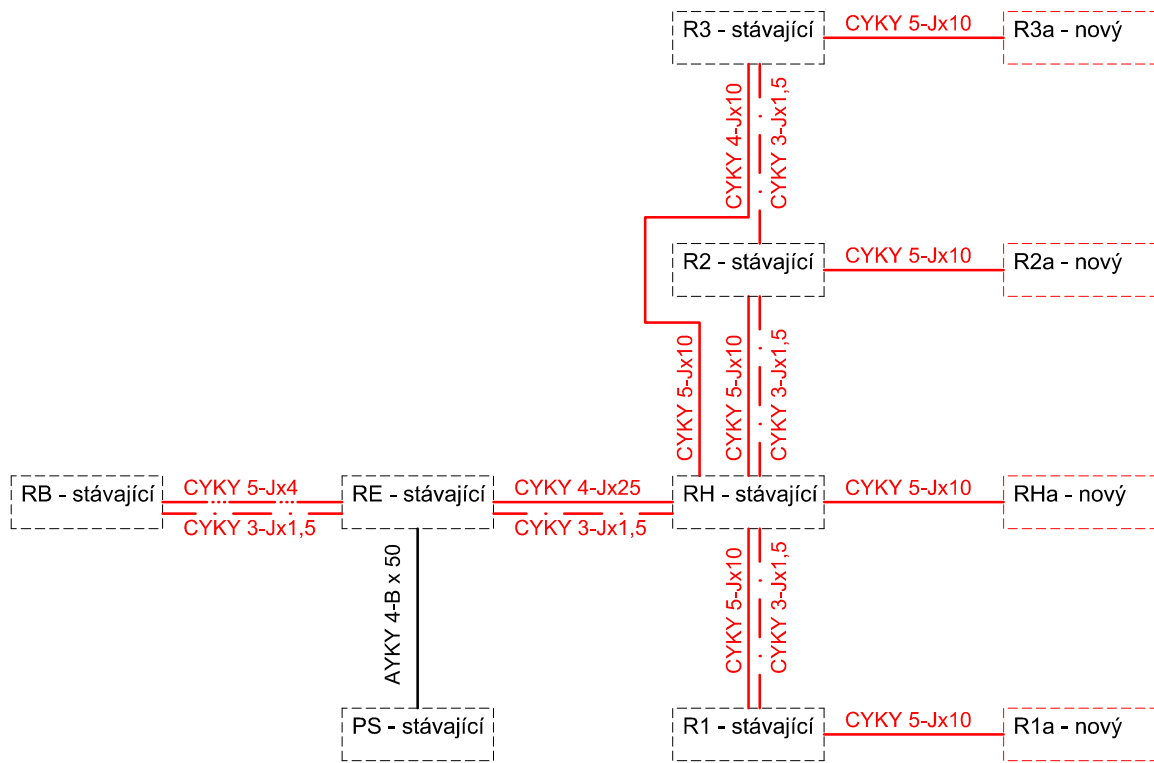 R3 - stávající
CYKY 5-Jx10
R3a - nový
CYKY 4-Jx10
CYKY 3-Jx1,5
R2 - stávající
CYKY 5-Jx10
R2a - nový
CYKY 5-Jx10
CYKY 5-Jx10
CYKY 3-Jx1,5
RB - stávající
CYKY 5-Jx4
CYKY 3-Jx1,5
RE - stávající
CYKY 4-Jx25
CYKY 3-Jx1,5
RH - stávající
CYKY 5-Jx10
RHa - nový
AYKY 4-B x 50
CYKY 5-Jx10
CYKY 3-Jx1,5
PS - stávající
R1 - stávající
CYKY 5-Jx10
R1a - nový